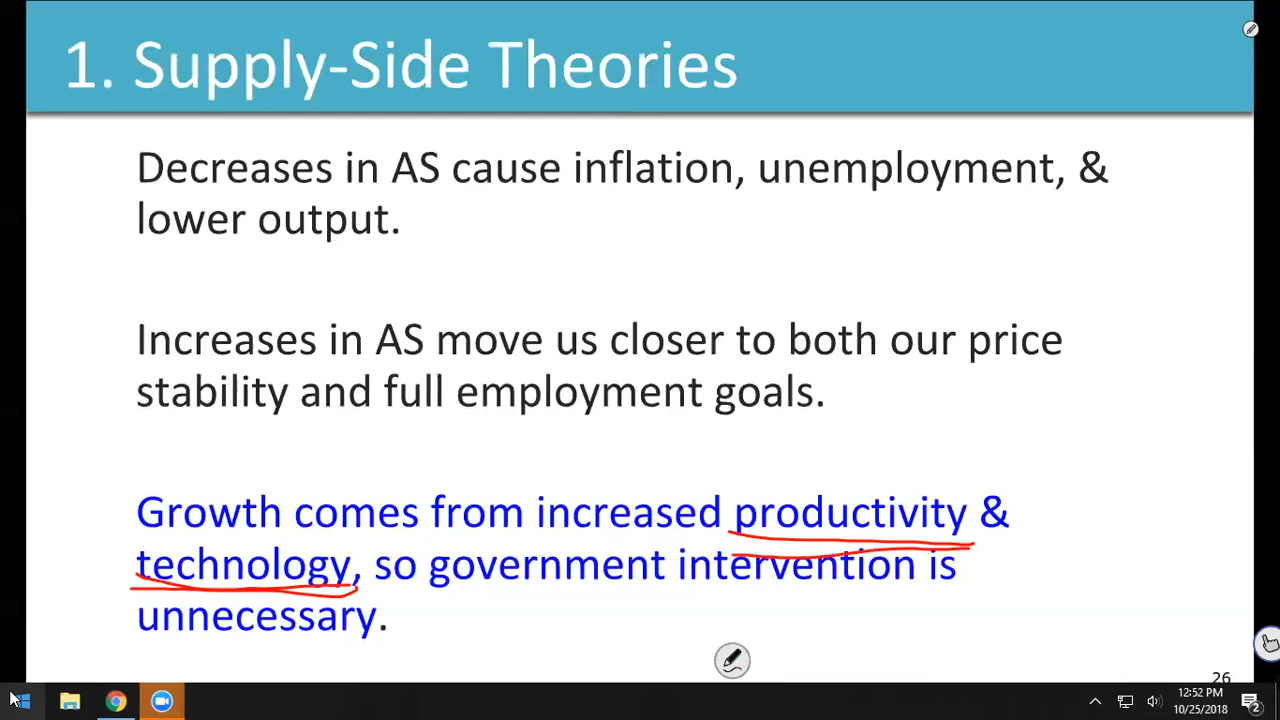 1. Supply-Side Theories
Decreases in AS cause inflation, unemployment, &
lower output.
Increases in AS move us closer to both our price
stability and full employment goals.
Growth comes from increased productivity &
technology, so government intervention is
unnecessary.
26
12:52 PM
10/25/2018
2